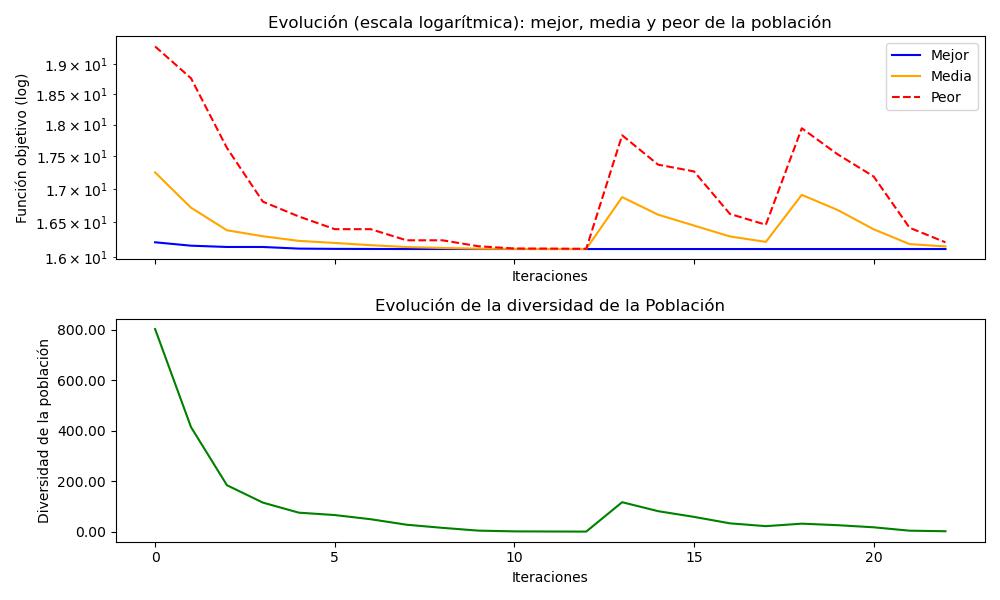 Evolución (escala logarítmica): mejor, media y peor de la población
Función objetivo (log)
1.9 × 10¹
1.85 × 10¹
1.8 × 10¹
1.75 × 10¹
1.7 × 10¹
1.65 × 10¹
1.6 × 10¹
Mejor
Media
Peor
Iteraciones
Evolución de la diversidad de la Población
Diversidad de la población
800.00
600.00
400.00
200.00
0.00
0 5 10 15 20
Iteraciones